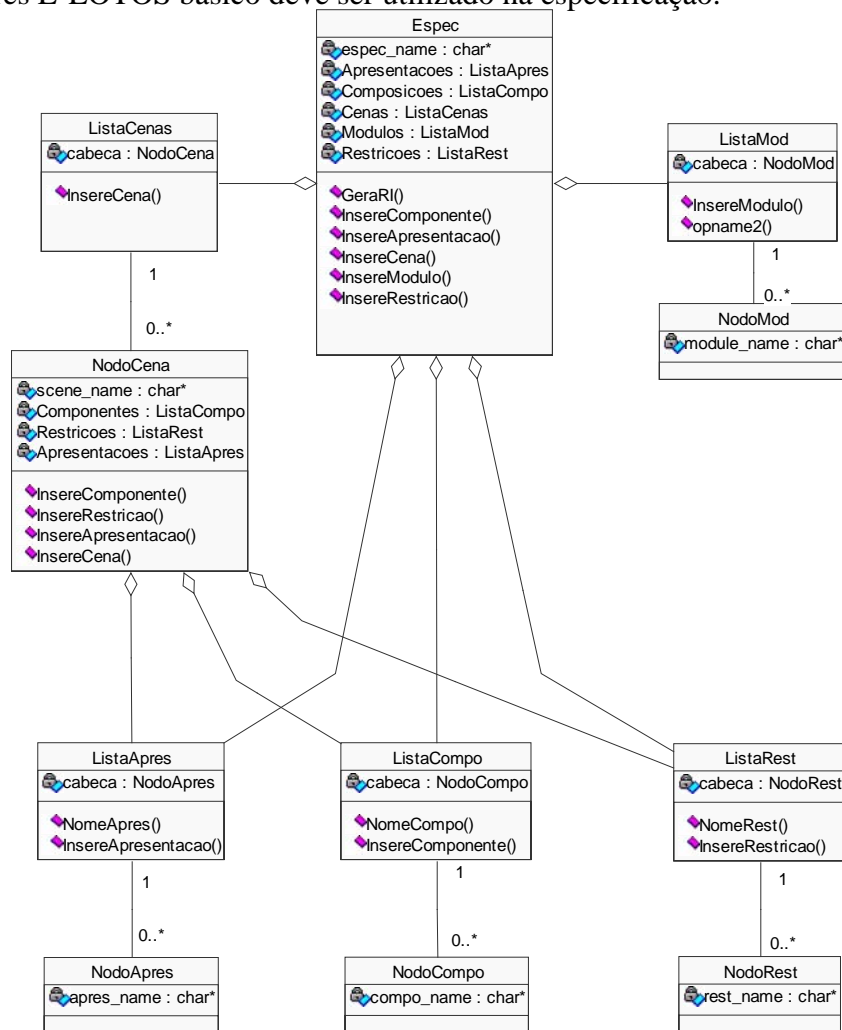 es E-LOTOS básico deve ser utilizado na especificação.
Espec
espec_name : char*
Apresentacoes : ListaApres
Composicoes : ListaCompo
Cenas : ListaCenas
Modulos : ListaMod
Restricoes : ListaRest
GeraRI()
InsereComponente()
InsereApresentacao()
InsereCena()
InsereModulo()
InsereRestricao()
ListaCenas
cabeca : NodoCena
InsereCena()
ListaMod
cabeca : NodoMod
InsereModulo()
opname2()
1
0..*
1
0..*
NodoMod
module_name : char*
NodoCena
scene_name : char*
Componentes : ListaCompo
Restricoes : ListaRest
Apresentacoes : ListaApres
InsereComponente()
InsereRestricao()
InsereApresentacao()
InsereCena()
ListaApres
cabeca : NodoApres
NomeApres()
InsereApresentacao()
ListaCompo
cabeca : NodoCompo
NomeCompo()
InsereComponente()
ListaRest
cabeca : NodoRest
NomeRest()
InsereRestricao()
1
0..*
1
0..*
1
0..*
NodoApres
apres_name : char*
NodoCompo
compo_name : char*
NodoRest
rest_name : char*